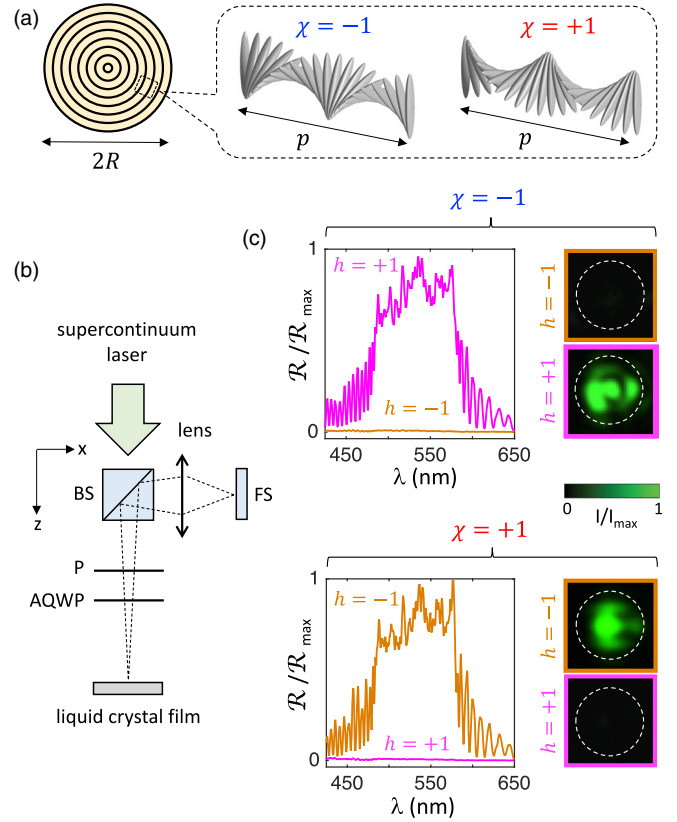 (a)
χ = −1
χ = +1
2R
p
p
(b)
supercontinuum
laser
x
z
BS
lens
FS
P
AQWP
liquid crystal film
(c)
χ = −1
ℛ/ℛmax
1
0
h = +1
h = −1
450
550
650
λ (nm)
h = −1
h = +1
0
1
I/Imax
χ = +1
ℛ/ℛmax
1
0
h = −1
h = +1
450
550
650
λ (nm)
h = −1
h = +1